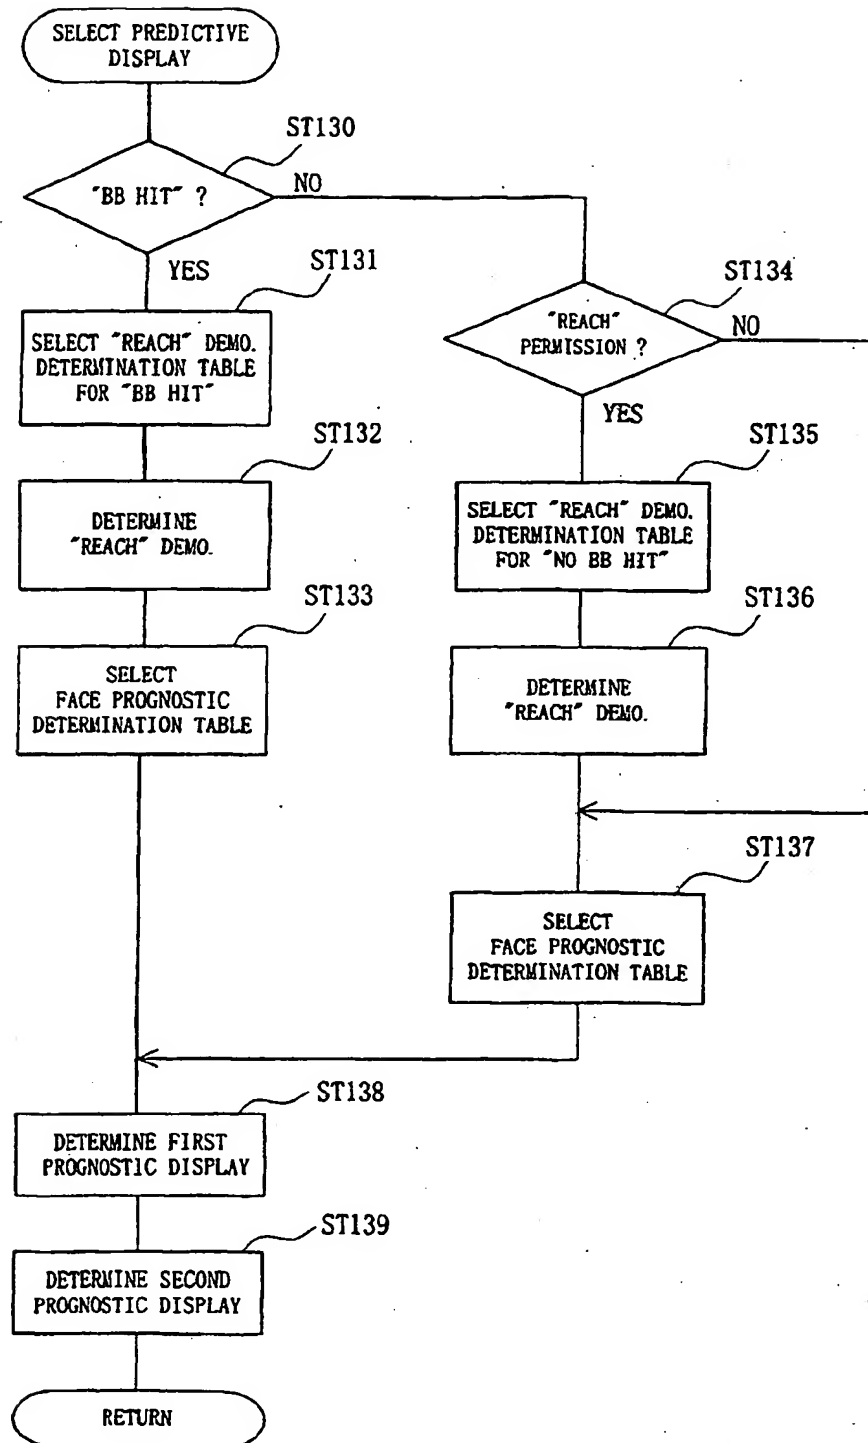 SELECT PREDICTIVE
DISPLAY
ST130
"BB HIT" ?
NO
YES
ST131
SELECT "REACH" DEMO.
DETERMINATION TABLE
FOR "BB HIT"
ST132
DETERMINE
"REACH" DEMO.
ST133
SELECT
FACE PROGNOSTIC
DETERMINATION TABLE
ST134
"REACH"
PERMISSION ?
NO
YES
ST135
SELECT "REACH" DEMO.
DETERMINATION TABLE
FOR "NO BB HIT"
ST136
DETERMINE
"REACH" DEMO.
ST137
SELECT
FACE PROGNOSTIC
DETERMINATION TABLE
ST138
DETERMINE FIRST
PROGNOSTIC DISPLAY
ST139
DETERMINE SECOND
PROGNOSTIC DISPLAY
RETURN